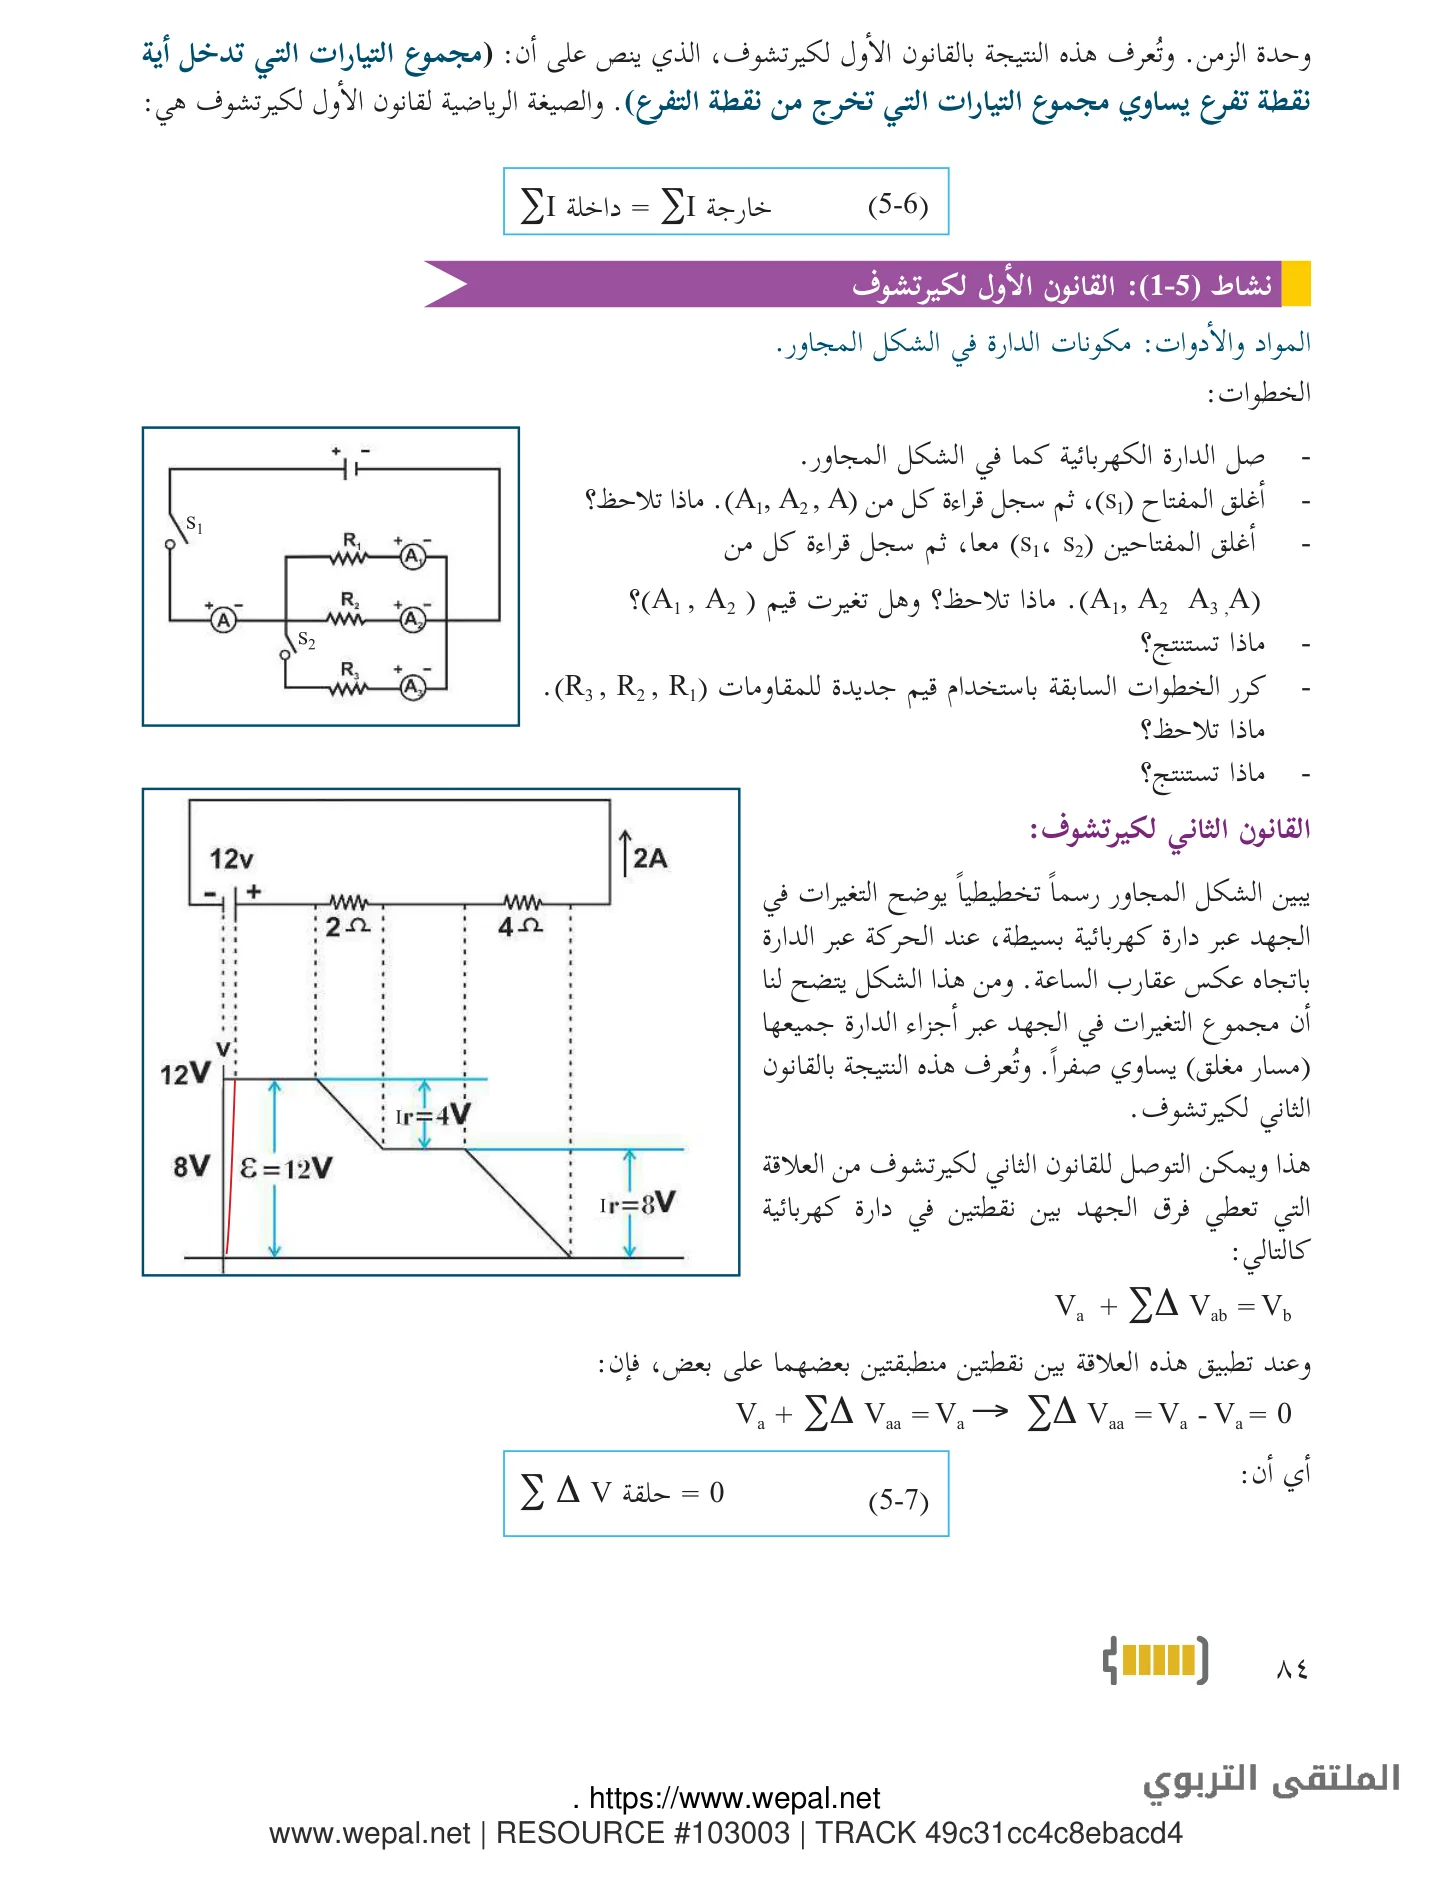 وحدة الزمن. وتُعرف هذه النتيجة بالقانون الأول لكيرتشوف، الذي ينص على أن: (مجموع التيارات التي تدخل أية
نقطة تفرع يساوي مجموع التيارات التي تخرج من نقطة التفرع). والصيغة الرياضية لقانون الأول لكيرتشوف هي:
∑I داخلة = ∑I خارجة (5-6)
نشاط (5-1): القانون الأول لكيرتشوف
المواد والأدوات: مكونات الدارة في الشكل المجاور.
الخطوات:
- صل الدارة الكهربائية كما في الشكل المجاور.
- أغلق المفتاح (s1)، ثم سجل قراءة كل من (A1, A2 , A). ماذا تلاحظ؟
- أغلق المفتاحين (s1، s2) معا، ثم سجل قراءة كل من
(A1, A2 A3 ,A). ماذا تلاحظ؟ وهل تغيرت قيم ( A1 , A2)؟
- ماذا تستنتج؟
- كرر الخطوات السابقة باستخدام قيم جديدة للمقاومات (R3 , R2 , R1).
ماذا تلاحظ؟
- ماذا تستنتج؟
+ -
S1
R1 + - A1
R2 + - A2
+ - A
S2
R3 + - A3
القانون الثاني لكيرتشوف:
يبين الشكل المجاور رسماً تخطيطياً يوضح التغيرات في
الجهد عبر دارة كهربائية بسيطة، عند الحركة عبر الدارة
باتجاه عكس عقارب الساعة. ومن هذا الشكل يتضح لنا
أن مجموع التغيرات في الجهد عبر أجزاء الدارة جميعها
(مسار مغلق) يساوي صفراً. وتُعرف هذه النتيجة بالقانون
الثاني لكيرتشوف.
هذا ويمكن التوصل للقانون الثاني لكيرتشوف من العلاقة
التي تعطي فرق الجهد بين نقطتين في دارة كهربائية
كالتالي:
12v
2A
- +
2Ω 4Ω
V
12V
Ir=4V
8V
ε=12V
Ir=8V
Va + ∑Δ Vab = Vb
وعند تطبيق هذه العلاقة بين نقطتين منطبقتين بعضهما على بعض، فإن:
Va + ∑Δ Vaa = Va → ∑Δ Vaa = Va - Va = 0
أي أن:
∑ Δ V حلقة = 0 (5-7)
٨٤
الملتقى التربوي
. https://www.wepal.net
www.wepal.net | RESOURCE #103003 | TRACK 49c31cc4c8ebacd4